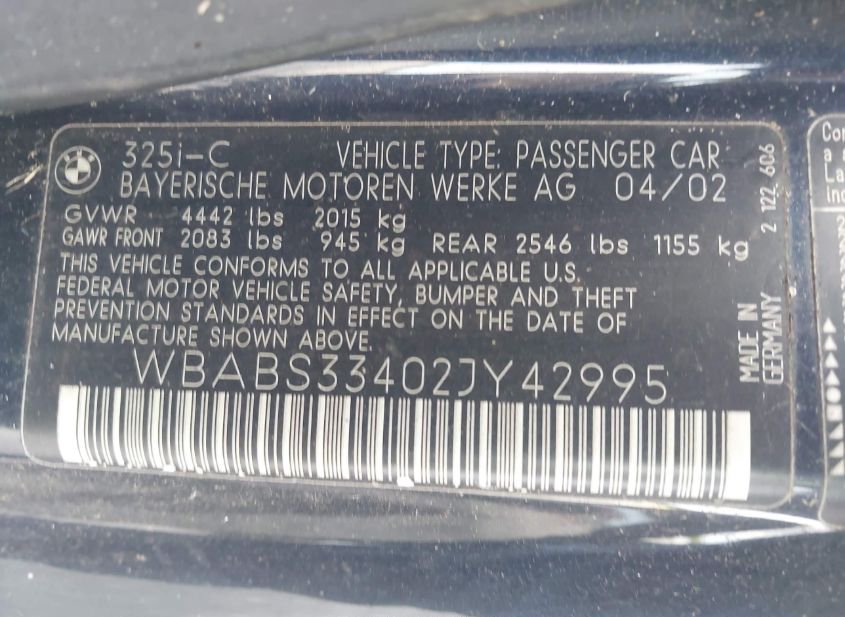 325i-C VEHICLE TYPE: PASSENGER CAR
BAYERISCHE MOTOREN WERKE AG 04/02
GVWR 4442 lbs 2015 kg
GAWR FRONT 2083 lbs 945 kg REAR 2546 lbs 1155 kg
THIS VEHICLE CONFORMS TO ALL APPLICABLE U.S.
FEDERAL MOTOR VEHICLE SAFETY, BUMPER AND THEFT
PREVENTION STANDARDS IN EFFECT ON THE DATE OF
MANUFACTURE SHOWN ABOVE.
WBABS33402JY42995
2 122 606
MADE IN
GERMANY
Con
a
La
ind